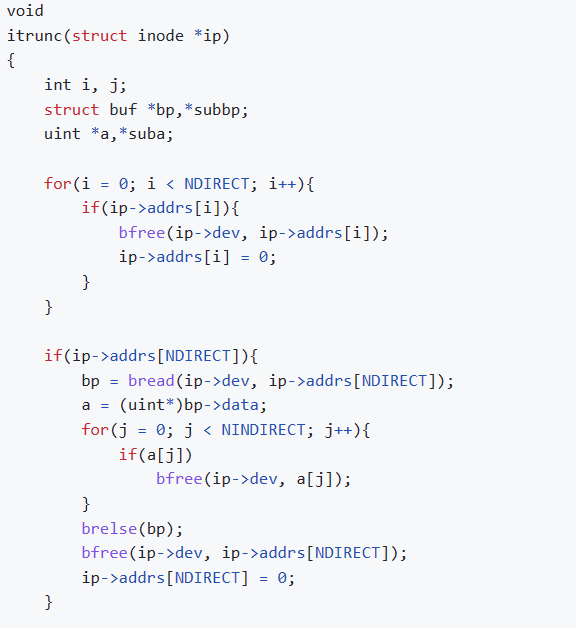 void
itrunc(struct inode *ip)
{
    int i, j;
    struct buf *bp,*subbp;
    uint *a,*suba;

    for(i = 0; i < NDIRECT; i++){
        if(ip->addrs[i]){
            bfree(ip->dev, ip->addrs[i]);
            ip->addrs[i] = 0;
        }
    }

    if(ip->addrs[NDIRECT]){
        bp = bread(ip->dev, ip->addrs[NDIRECT]);
        a = (uint*)bp->data;
        for(j = 0; j < NINDIRECT; j++){
            if(a[j])
                bfree(ip->dev, a[j]);
        }
        brelse(bp);
        bfree(ip->dev, ip->addrs[NDIRECT]);
        ip->addrs[NDIRECT] = 0;
    }